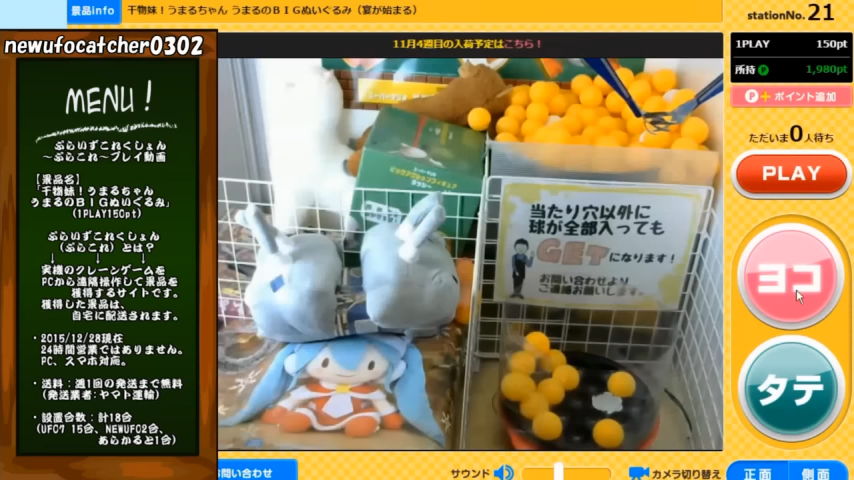 景品info
干物妹！うまるちゃん うまるのＢＩＧぬいぐるみ（宴が始まる）
stationNo. 21
newufocatcher0302
11月4週目の入荷予定はこちら！
1PLAY 150pt
所持 P 1,980pt
P+ポイント追加
ただいま0人待ち
PLAY
ヨコ
タテ
MENU！
ぷらいずこれくしょん
～ぷらこれ～プレイ動画
【景品名】
「干物妹！うまるちゃん
うまるのＢＩＧぬいぐるみ」
(1PLAY150pt)
ぷらいずこれくしょん
（ぷらこれ）とは？
↓ ↓ ↓
実機のクレーンゲームを
PCから遠隔操作して景品を
獲得するサイトです。
獲得した景品は、
自宅に配送されます。
・2015/12/28現在
24時間営業ではありません。
PC、スマホ対応。
・送料：週1回の発送まで無料
（発送業者：ヤマト運輸）
・設置台数：計18台
（UFO7 15台、NEWUFO2台、
あらかると1台）
当たり穴以外に
球が全部入っても
GETになります！
お問い合わせより
ご連絡お願いします。
お問い合わせ
サウンド
カメラ切り替え
正面
側面